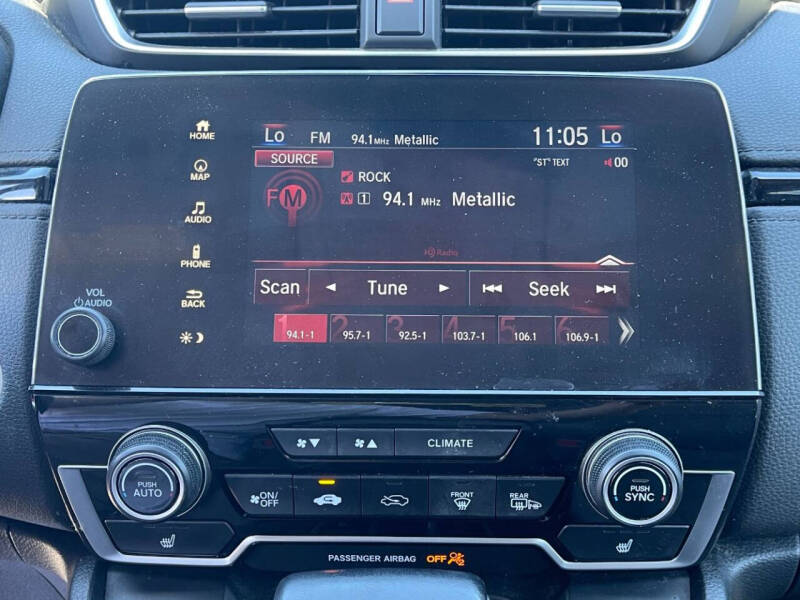 Lo FM 94.1 MHz Metallic 11:05 Lo
SOURCE "ST" TEXT 00
ROCK
FM 1 94.1 MHz Metallic
HD Radio
Scan Tune Seek
1 2 3 4 5 6
94.1-1 95.7-1 92.5-1 103.7-1 106.1 106.9-1
HOME
MAP
AUDIO
PHONE
BACK
VOL
AUDIO
CLIMATE
PUSH
AUTO
ON/
OFF
FRONT
REAR
PUSH
SYNC
PASSENGER AIRBAG OFF